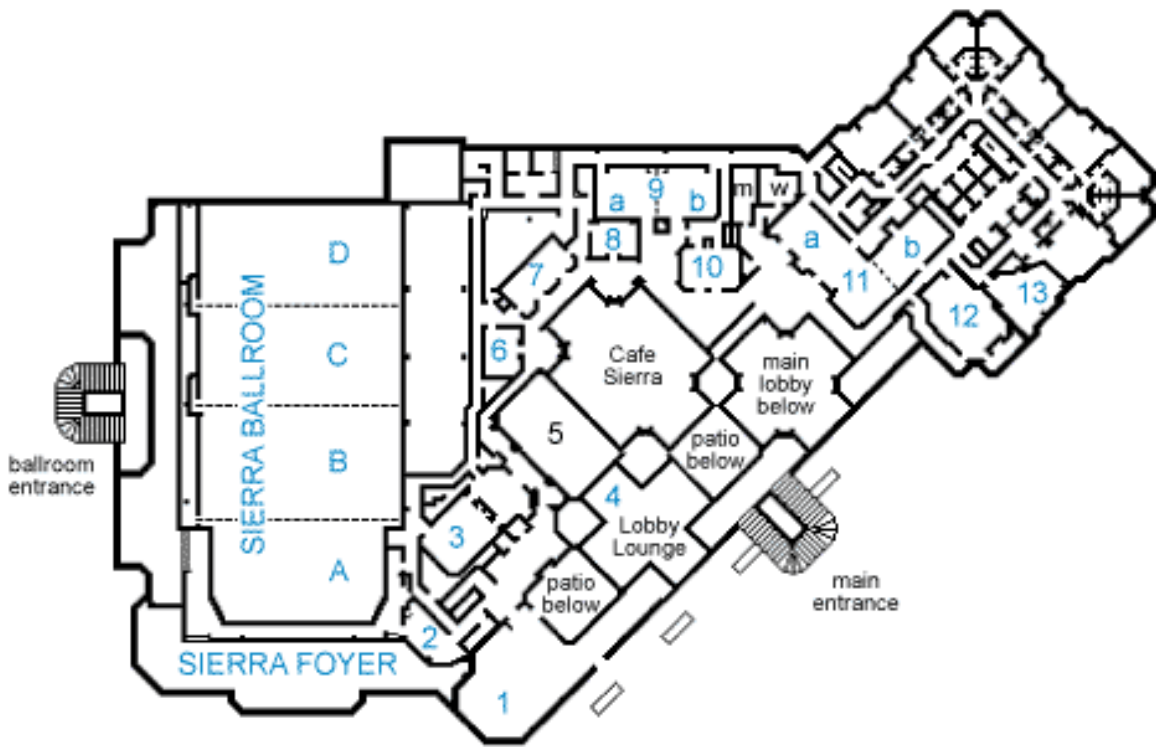 a
9
b
m
w
8
10
a
b
11
7
D
13
12
6
C
Cafe
Sierra
main
lobby
below
SIERRA BALLROOM
5
patio
below
B
ballroom
entrance
4
Lobby
Lounge
3
A
patio
below
main
entrance
2
SIERRA FOYER
1